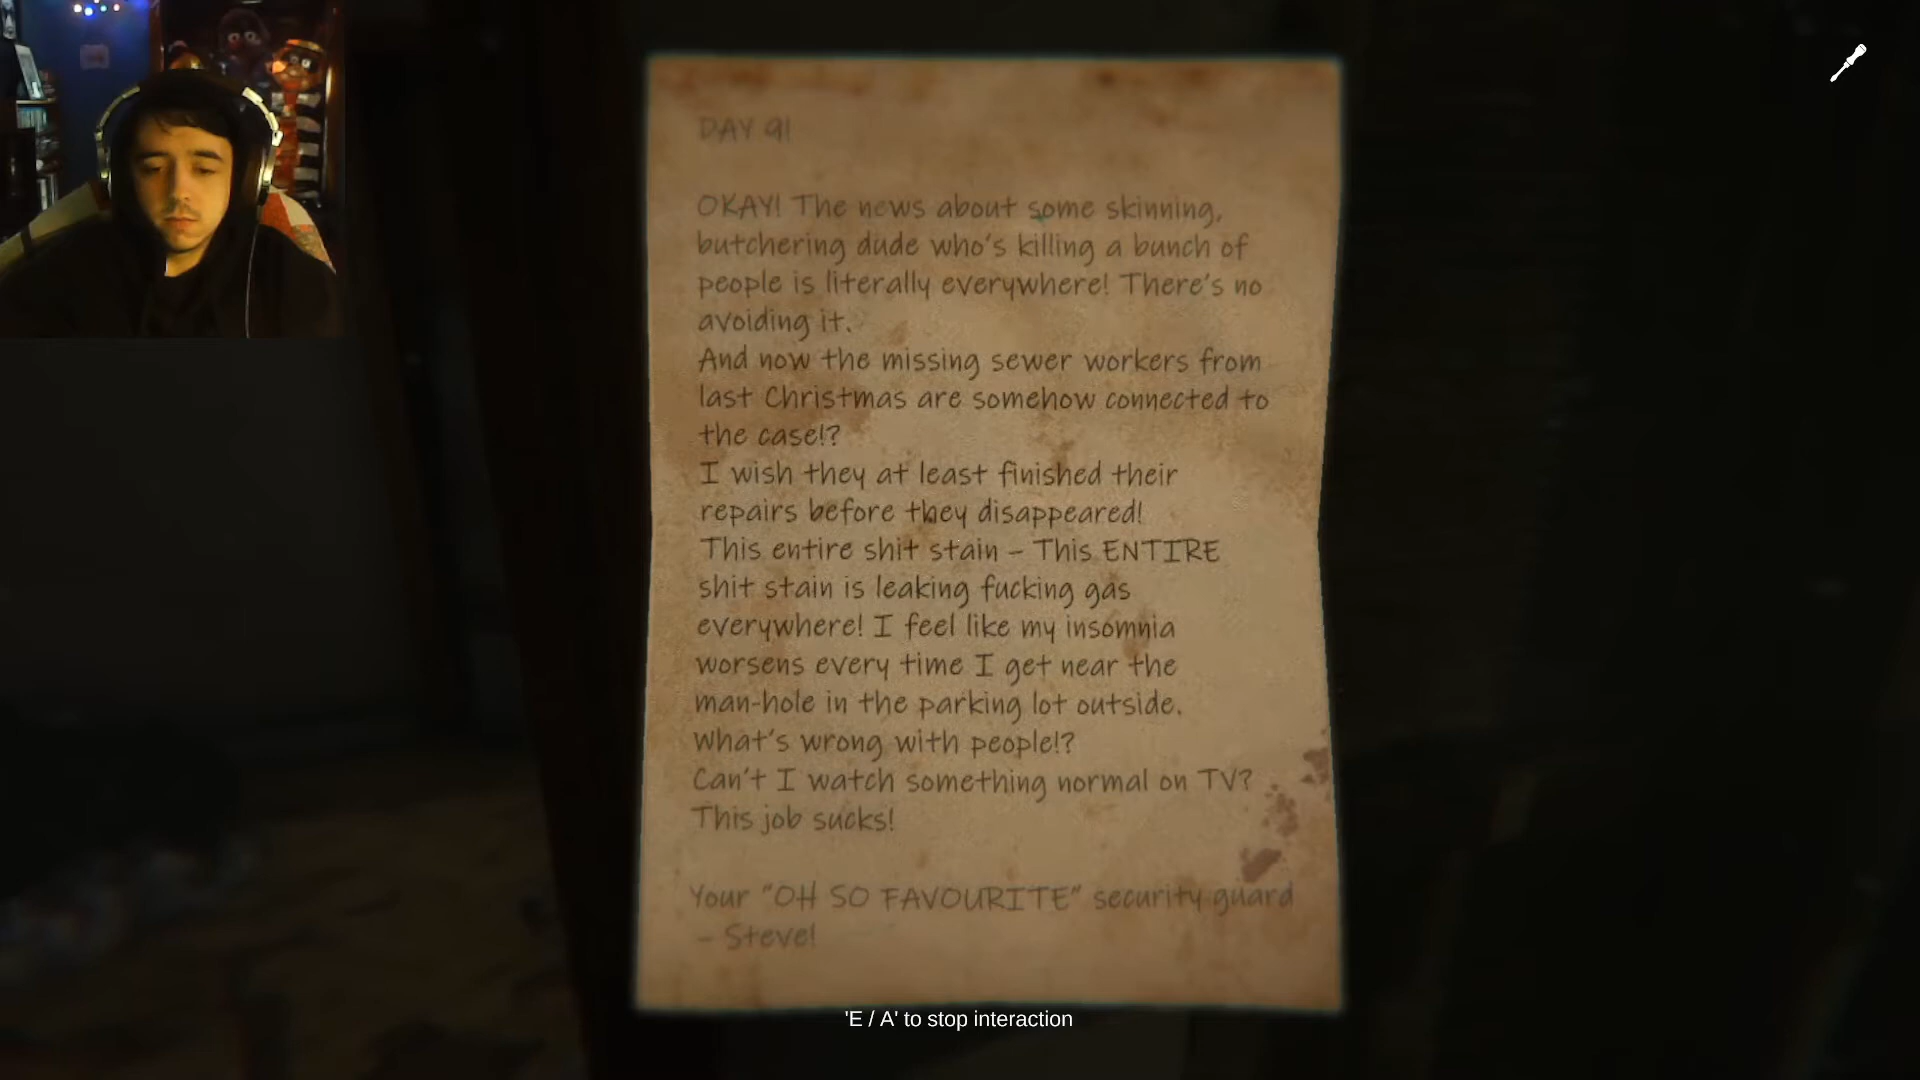 DAY 91
OKAY! The news about some skinning,
butchering dude who's killing a bunch of
people is literally everywhere! There's no
avoiding it.
And now the missing sewer workers from
last Christmas are somehow connected to
the case!?
I wish they at least finished their
repairs before they disappeared!
This entire shit stain – This ENTIRE
shit stain is leaking fucking gas
everywhere! I feel like my insomnia
worsens every time I get near the
man-hole in the parking lot outside.
What's wrong with people!?
Can't I watch something normal on TV?
This job sucks!
Your "OH SO FAVOURITE" security guard
– Steve!
'E / A' to stop interaction